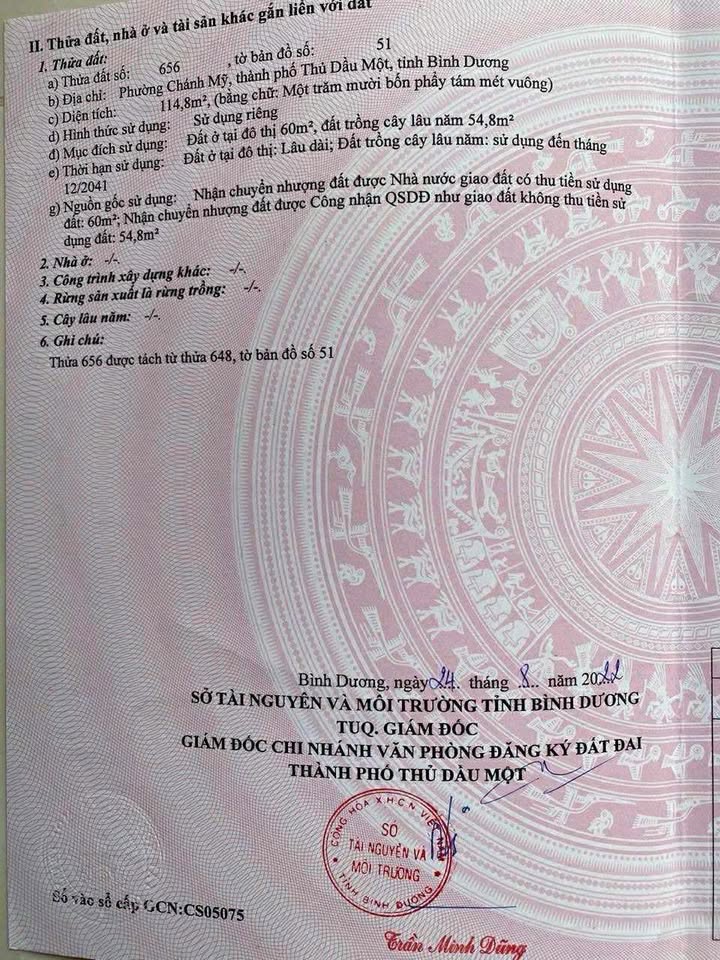 II. Thửa đất, nhà ở và tài sản khác gắn liền với đất
1. Thửa đất:
a) Thửa đất số: 656 , tờ bản đồ số: 51
b) Địa chỉ: Phường Chánh Mỹ, thành phố Thủ Dầu Một, tỉnh Bình Dương
c) Diện tích: 114,8m², (bằng chữ: Một trăm mười bốn phẩy tám mét vuông)
d) Hình thức sử dụng: Sử dụng riêng
đ) Mục đích sử dụng: Đất ở tại đô thị 60m², đất trồng cây lâu năm 54,8m²
e) Thời hạn sử dụng: Đất ở tại đô thị: Lâu dài; Đất trồng cây lâu năm: sử dụng đến tháng
12/2041
g) Nguồn gốc sử dụng: Nhận chuyển nhượng đất được Nhà nước giao đất có thu tiền sử dụng
đất: 60m²; Nhận chuyển nhượng đất được Công nhận QSDĐ như giao đất không thu tiền sử
dụng đất: 54,8m²
2. Nhà ở: -/-.
3. Công trình xây dựng khác: -/-.
4. Rừng sản xuất là rừng trồng: -/-.
5. Cây lâu năm: -/-.
6. Ghi chú:
Thửa 656 được tách từ thửa 648, tờ bản đồ số 51
Bình Dương, ngày 24. tháng 8.. năm 2022
SỞ TÀI NGUYÊN VÀ MÔI TRƯỜNG TỈNH BÌNH DƯƠNG
TUQ. GIÁM ĐỐC
GIÁM ĐỐC CHI NHÁNH VĂN PHÒNG ĐĂNG KÝ ĐẤT ĐAI
THÀNH PHỐ THỦ DẦU MỘT
CỘNG HÒA X.H.C.N VIỆT NAM
SỞ
TÀI NGUYÊN VÀ
MÔI TRƯỜNG
TỈNH BÌNH DƯƠNG
Số vào sổ cấp GCN:CS05075
Trần Minh Dũng